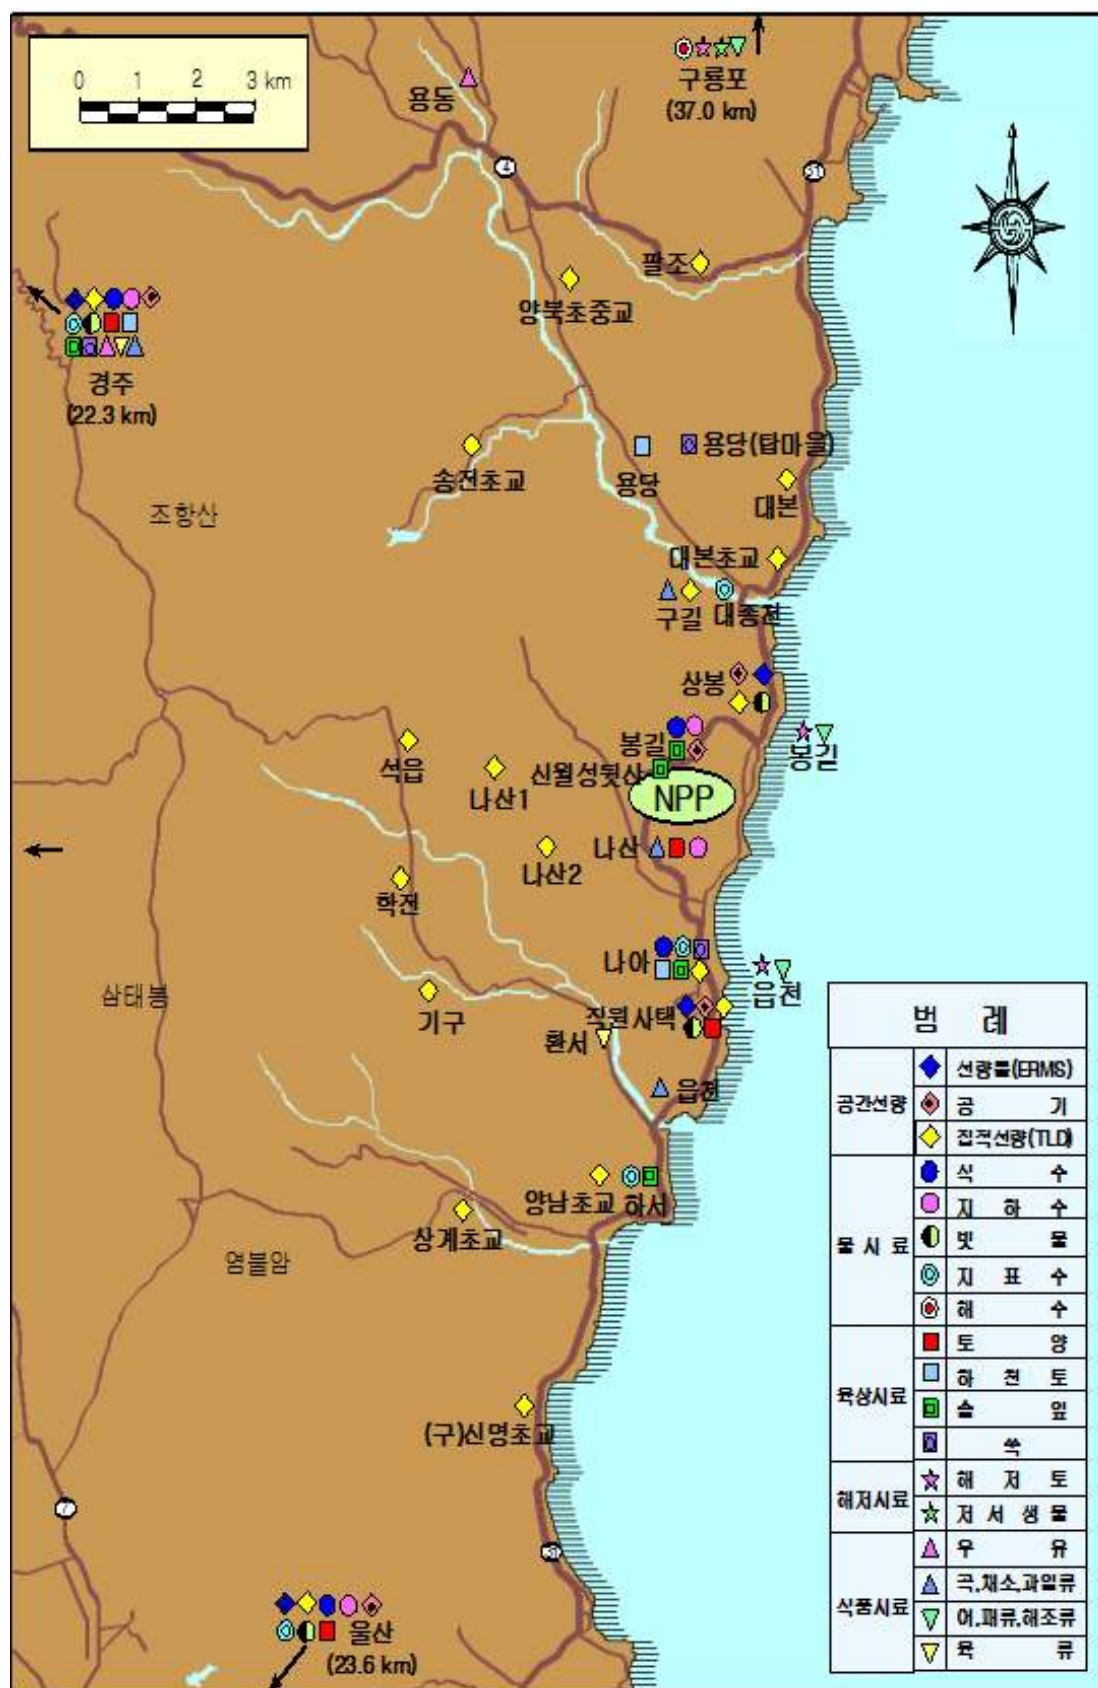 0 1 2 3 km
용동
구룡포
(37.0 km)
4
31
팔조
양북초중교
경주
(22.3 km)
송전초교
용당
용당(탑마을)
대본
조항산
대본초교
구길
대종천
상봉
봉길
봉길
신월성뒷산
NPP
석읍
나산1
나산
나산2
학전
나아
읍천
삼태봉
기구
직원사택
환서
읍천
양남초교
하서
상계초교
염불암
(구)신명초교
7
31
울산
(23.6 km)
범 례
공간선량
선량률(ERMS)
공 기
집적선량(TLD)
물시료
식 수
지 하 수
빗 물
지 표 수
해 수
육상시료
토 양
하 천 토
솔 잎
쑥
해저시료
해 저 토
저 서 생 물
식품시료
우 유
곡,채소,과일류
어,패류,해조류
육 류